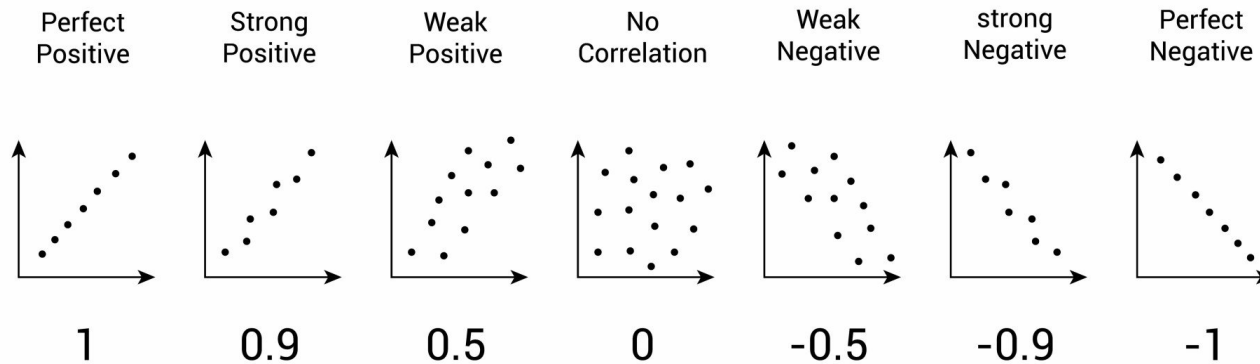 Perfect
Positive
Strong
Positive
Weak
Positive
No
Correlation
Weak
Negative
strong
Negative
Perfect
Negative
1
0.9
0.5
0
-0.5
-0.9
-1